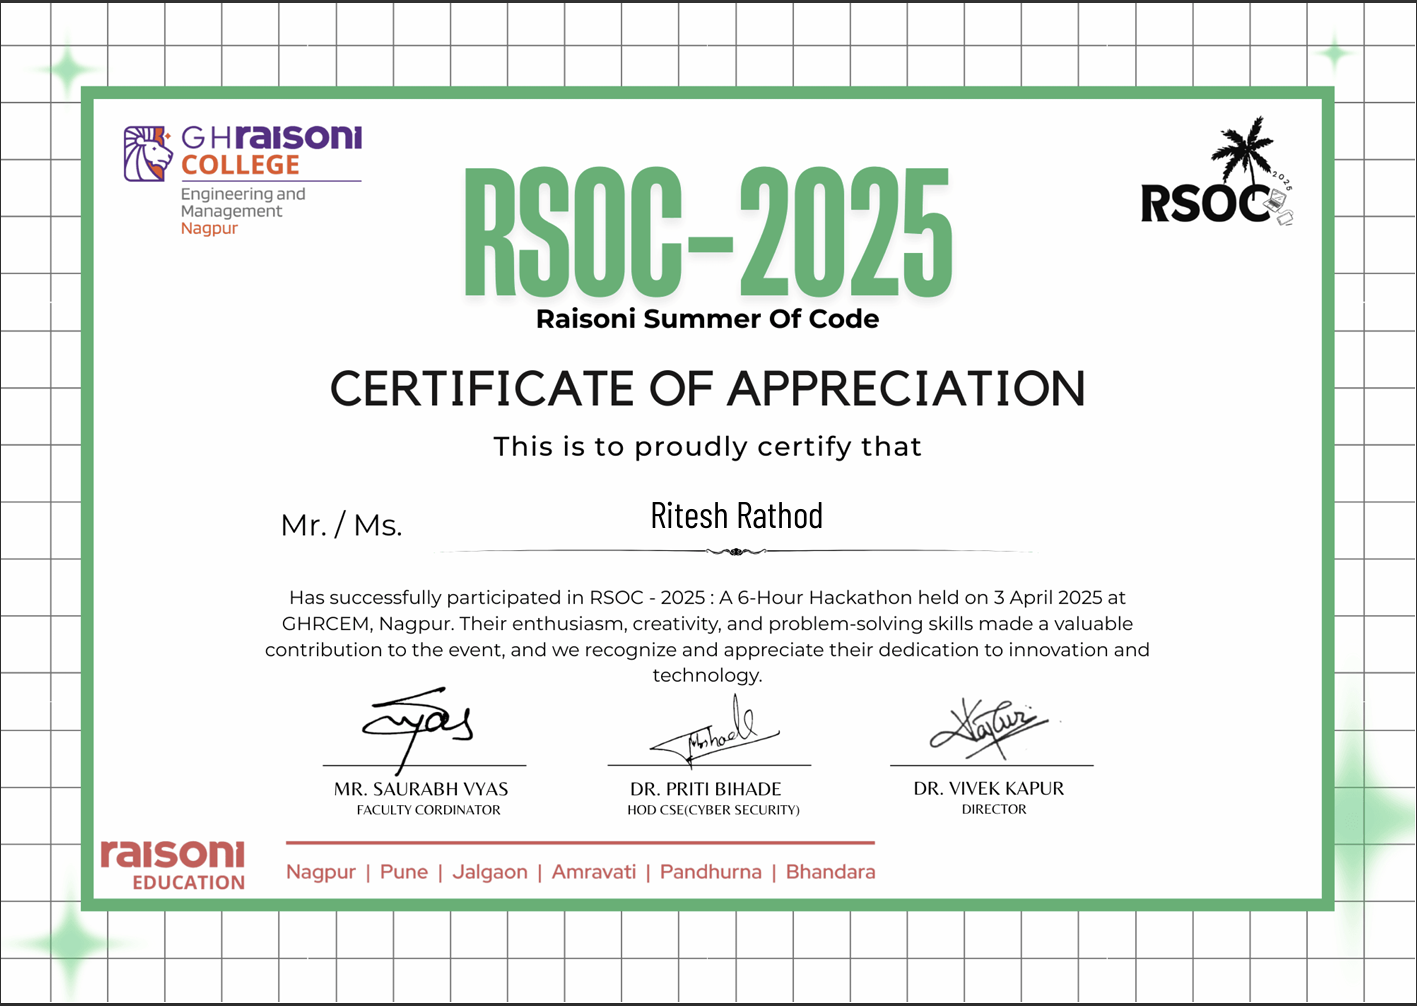 GHraisoni
COLLEGE
Engineering and
Management
Nagpur
RSOC 2025
RSOC-2025
Raisoni Summer Of Code
CERTIFICATE OF APPRECIATION
This is to proudly certify that
Mr. / Ms. Ritesh Rathod
Has successfully participated in RSOC - 2025 : A 6-Hour Hackathon held on 3 April 2025 at
GHRCEM, Nagpur. Their enthusiasm, creativity, and problem-solving skills made a valuable
contribution to the event, and we recognize and appreciate their dedication to innovation and
technology.
vyas
VKapur
MR. SAURABH VYAS
FACULTY CORDINATOR
DR. PRITI BIHADE
HOD CSE(CYBER SECURITY)
DR. VIVEK KAPUR
DIRECTOR
raisoni
EDUCATION
Nagpur | Pune | Jalgaon | Amravati | Pandhurna | Bhandara